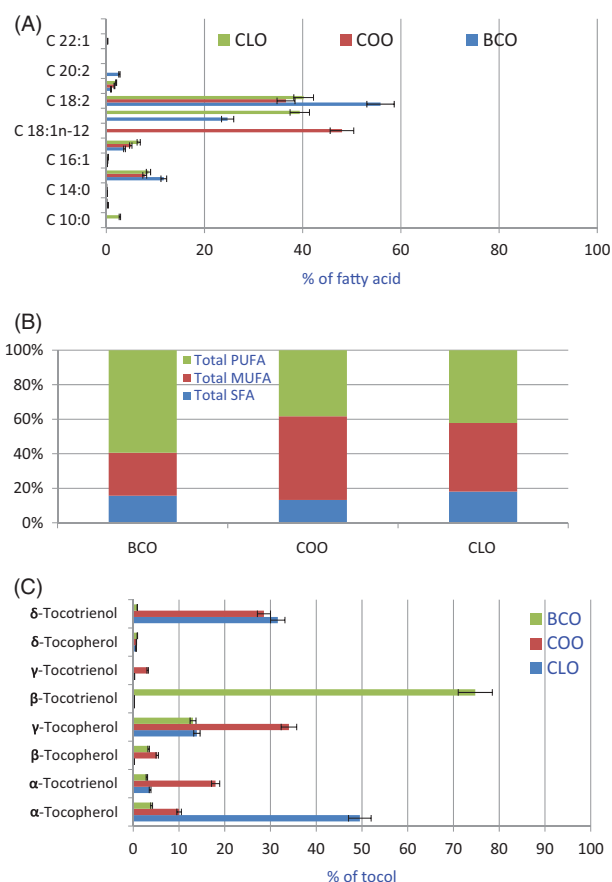 (A)
CLO COO BCO
C 22:1
C 20:2
C 18:2
C 18:1n-12
C 16:1
C 14:0
C 10:0
0 20 40 60 80 100
% of fatty acid
(B)
100%
80%
60%
40%
20%
0%
Total PUFA
Total MUFA
Total SFA
BCO COO CLO
(C)
δ-Tocotrienol
δ-Tocopherol
γ-Tocotrienol
β-Tocotrienol
γ-Tocopherol
β-Tocopherol
α-Tocotrienol
α-Tocopherol
BCO
COO
CLO
0 10 20 30 40 50 60 70 80 90 100
% of tocol